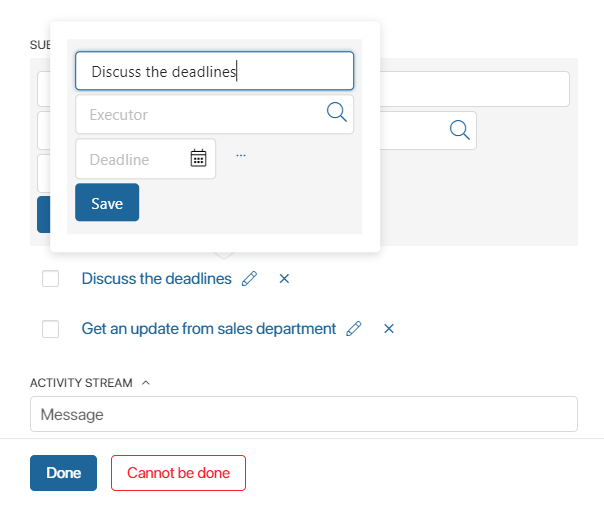 SUB
Discuss the deadlines
Executor
Deadline
...
Save
Discuss the deadlines
Get an update from sales department
ACTIVITY STREAM
Message
Done
Cannot be done